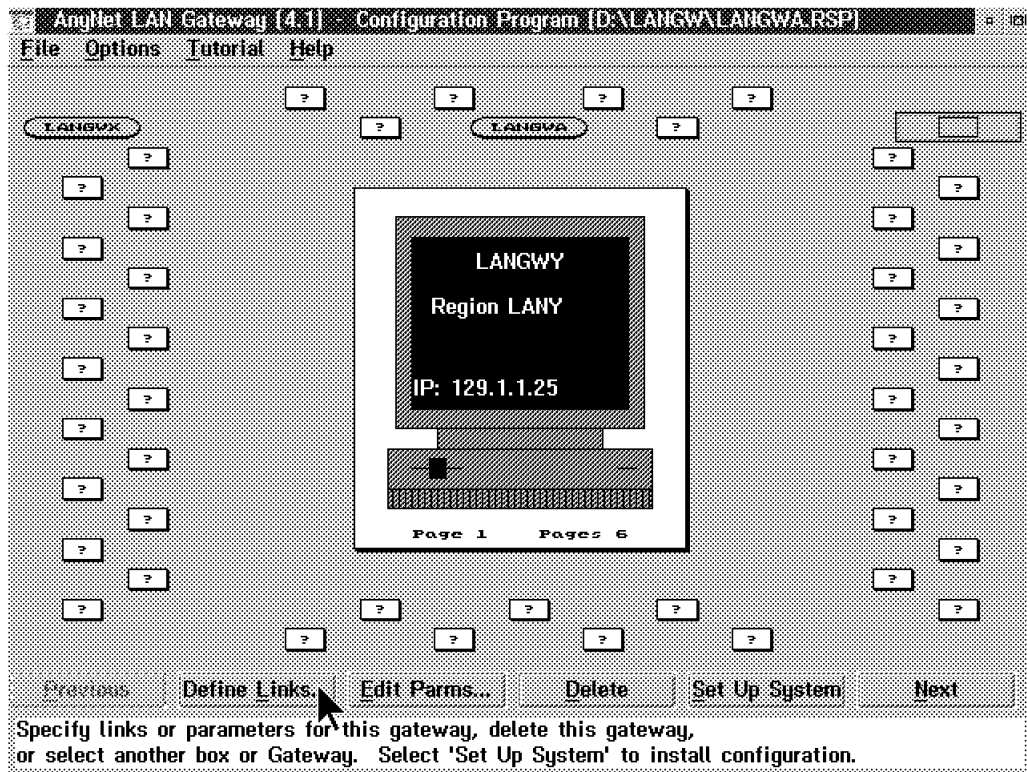 AnyNet LAN Gateway [4.1] - Configuration Program [D:\LANGW\LANGWA.RSP]
File Options Tutorial Help
? ? ? ?
LANGWX ? LANGWA ?
? ?
? ?
? ?
? ?
LANGWY
? ?
? Region LANY ?
? ?
? ?
IP: 129.1.1.25
? ?
? ?
? ?
? ?
? ?
Page 1 Pages 6
? ?
? ?
? ? ? ? ?
? ? ? ?
Previous Define Links... Edit Parms... Delete Set Up System Next
Specify links or parameters for this gateway, delete this gateway,
or select another box or Gateway. Select 'Set Up System' to install configuration.